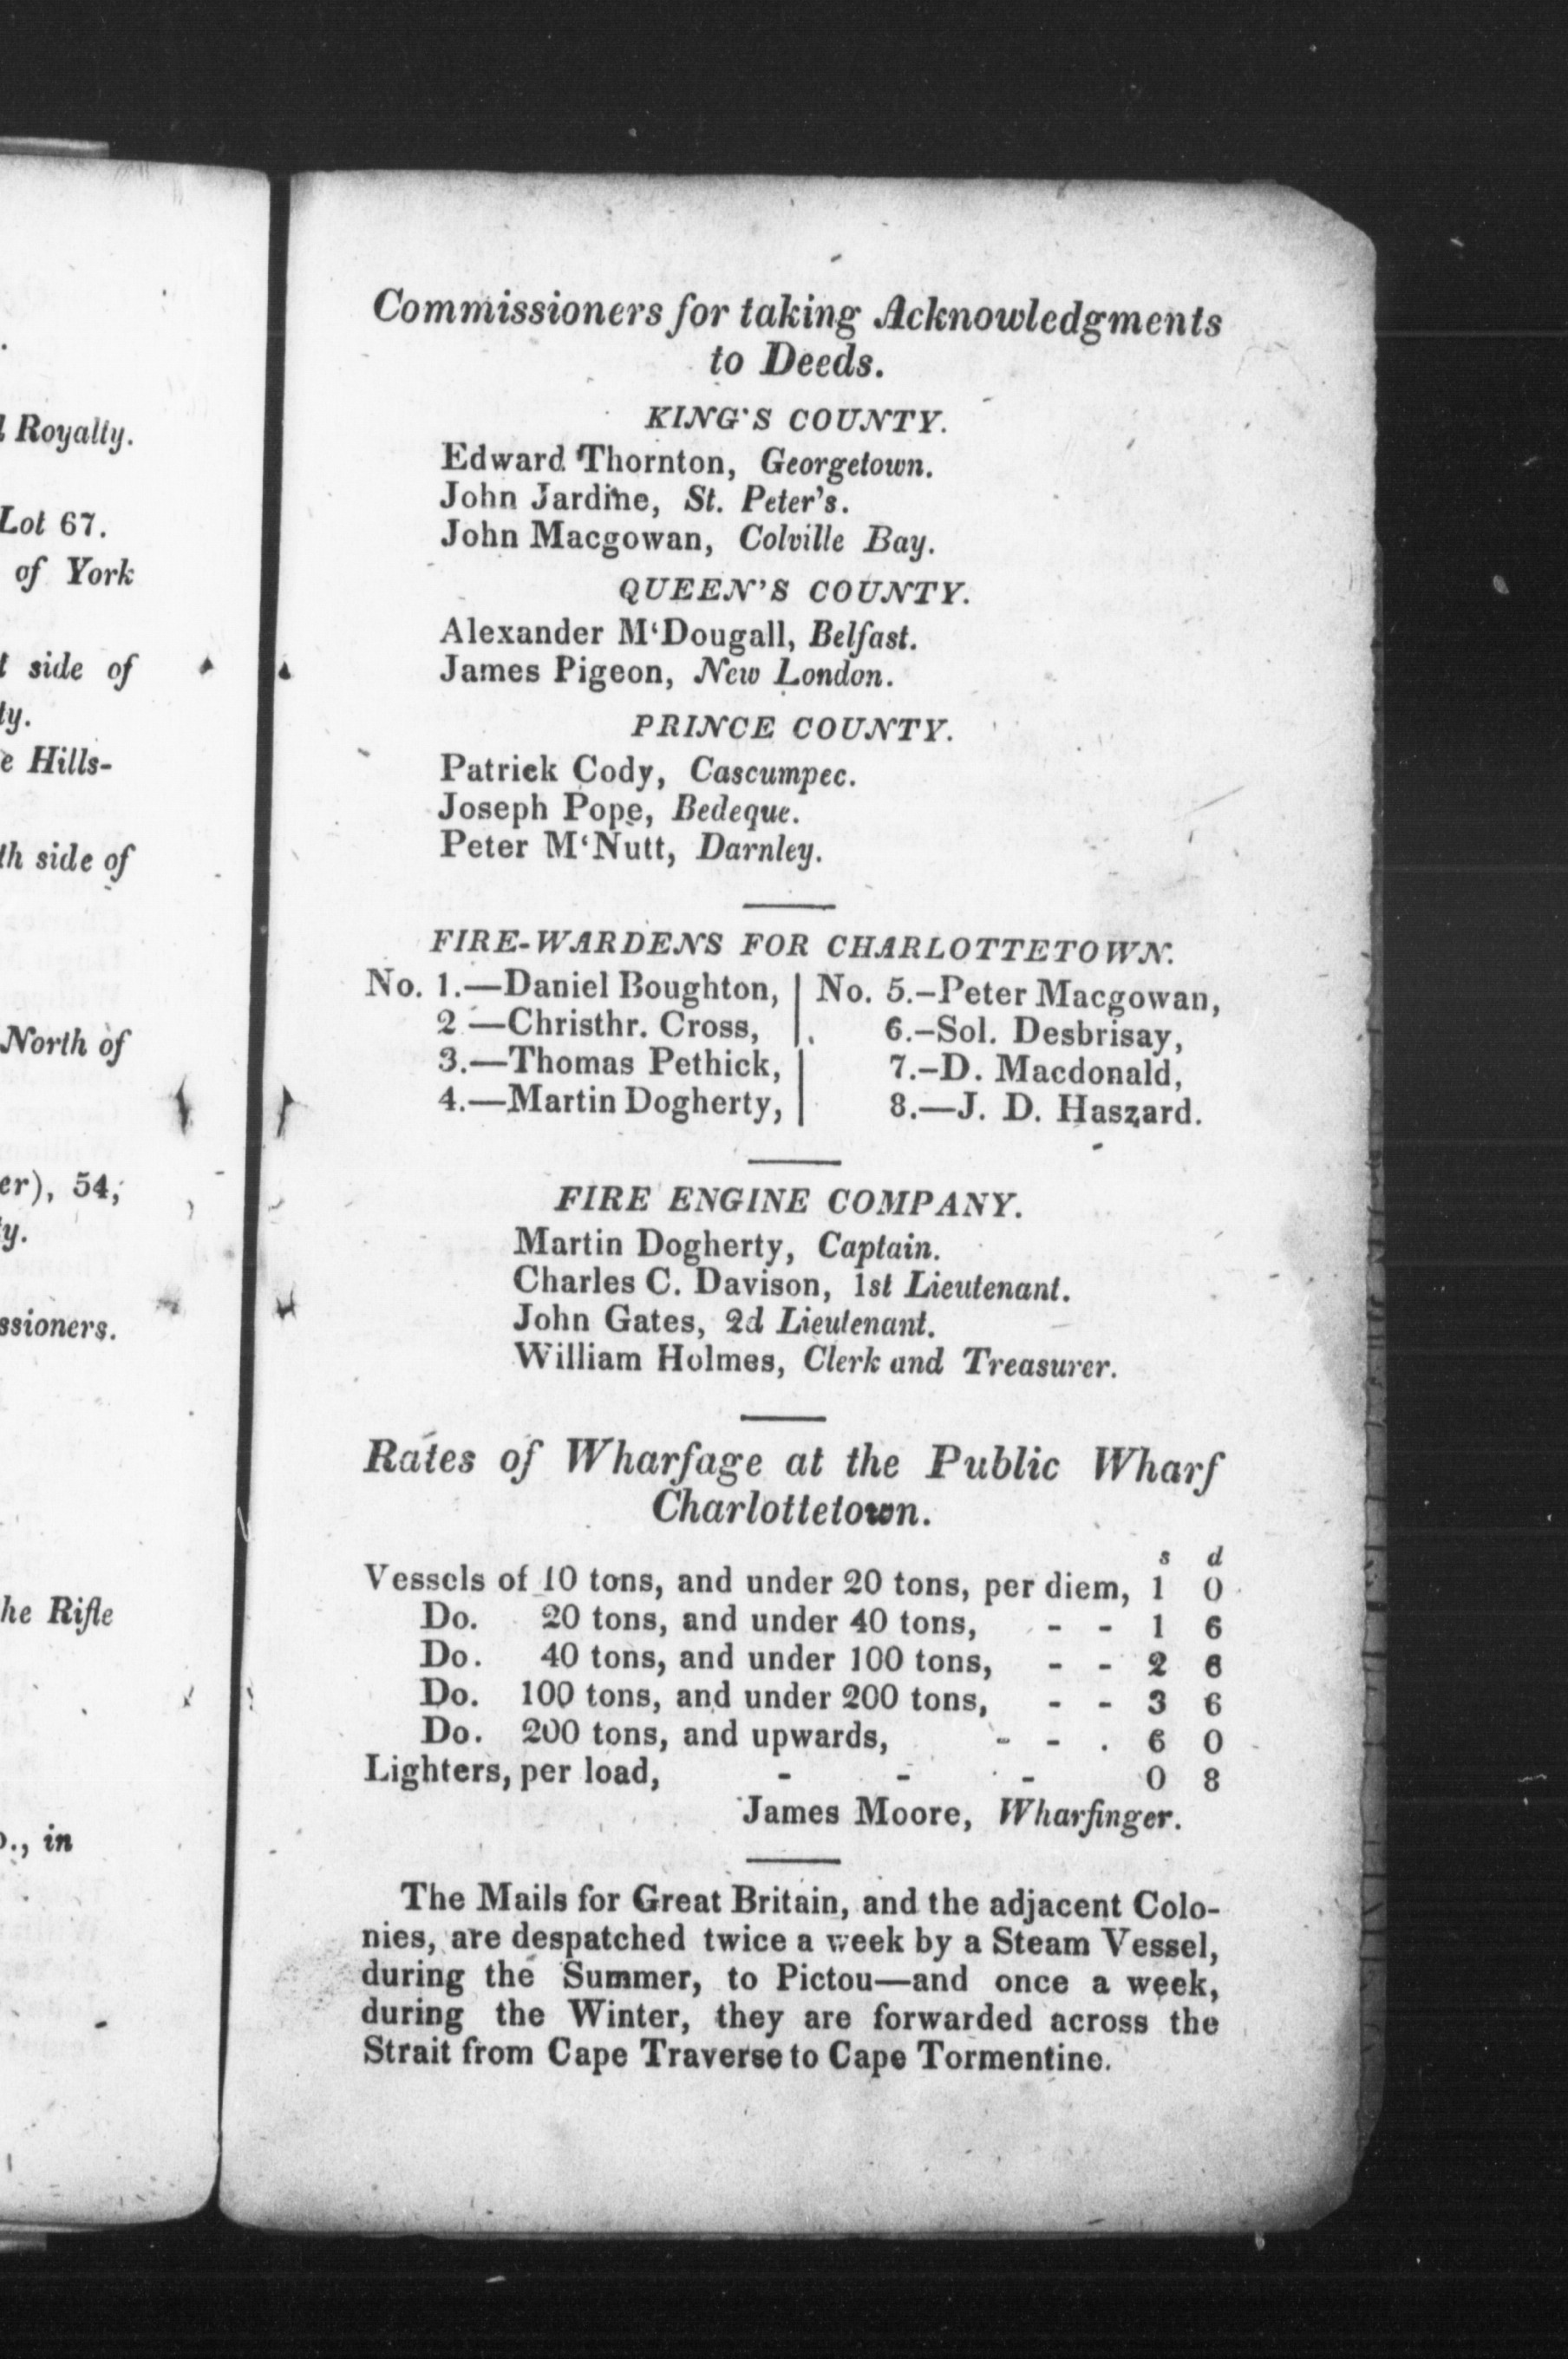 l Royalty.
Lot 67.
of York
t side of
ty.
e Hills-
th side of
North of
er), 54,
y.
ssioners.
he Rifle
o., in
Commissioners for taking Acknowledgments
to Deeds.
KING'S COUNTY.
Edward Thornton, Georgetown.
John Jardine, St. Peter's.
John Macgowan, Colville Bay.
QUEEN'S COUNTY.
Alexander M'Dougall, Belfast.
James Pigeon, New London.
PRINCE COUNTY.
Patrick Cody, Cascumpec.
Joseph Pope, Bedeque.
Peter M'Nutt, Darnley.
FIRE-WARDENS FOR CHARLOTTETOWN.
No. 1.—Daniel Boughton, | No. 5.–Peter Macgowan,
2.—Christhr. Cross, | 6.–Sol. Desbrisay,
3.—Thomas Pethick, | 7.–D. Macdonald,
4.—Martin Dogherty, | 8.—J. D. Haszard.
FIRE ENGINE COMPANY.
Martin Dogherty, Captain.
Charles C. Davison, 1st Lieutenant.
John Gates, 2d Lieutenant.
William Holmes, Clerk and Treasurer.
Rates of Wharfage at the Public Wharf
Charlottetown.
s d
Vessels of 10 tons, and under 20 tons, per diem, 1 0
Do. 20 tons, and under 40 tons, - - 1 6
Do. 40 tons, and under 100 tons, - - 2 6
Do. 100 tons, and under 200 tons, - - 3 6
Do. 200 tons, and upwards, - - . 6 0
Lighters, per load, - - - 0 8
James Moore, Wharfinger.
The Mails for Great Britain, and the adjacent Colo-
nies, are despatched twice a week by a Steam Vessel,
during the Summer, to Pictou—and once a week,
during the Winter, they are forwarded across the
Strait from Cape Traverse to Cape Tormentine.